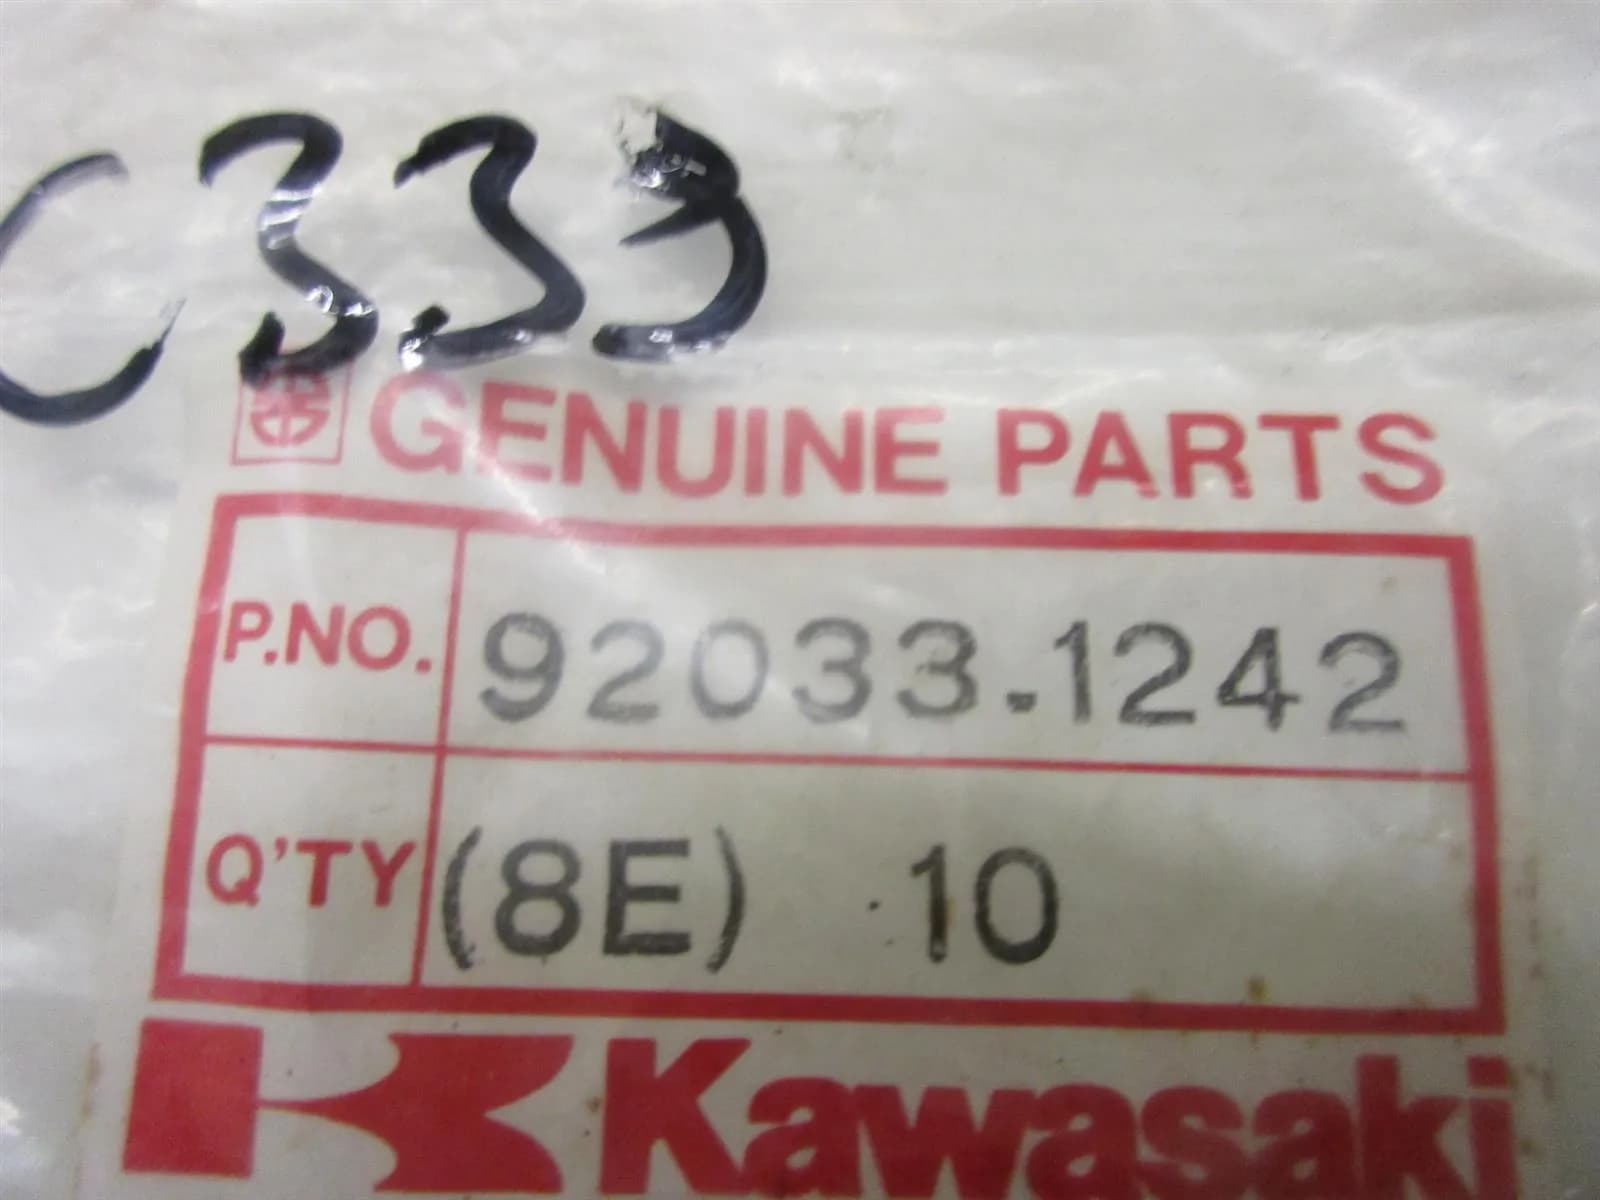 C333
GENUINE PARTS
P.NO. 92033-1242
Q'TY (8E) 10
Kawasaki